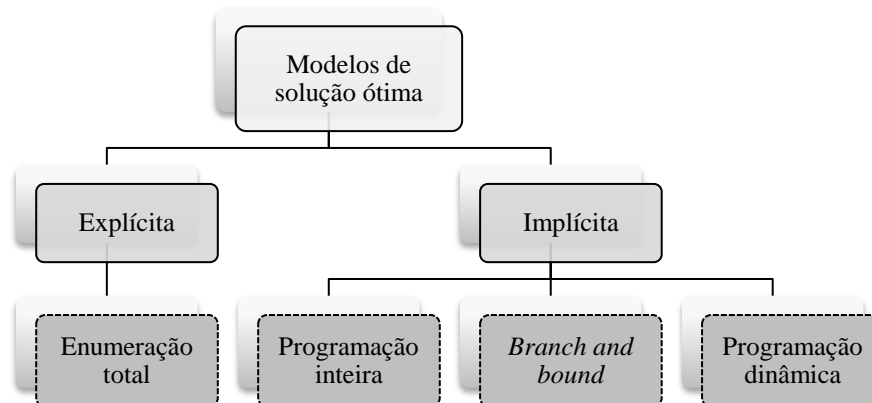 Modelos de
solução ótima
Explícita
Implícita
Enumeração
total
Programação
inteira
Branch and
bound
Programação
dinâmica